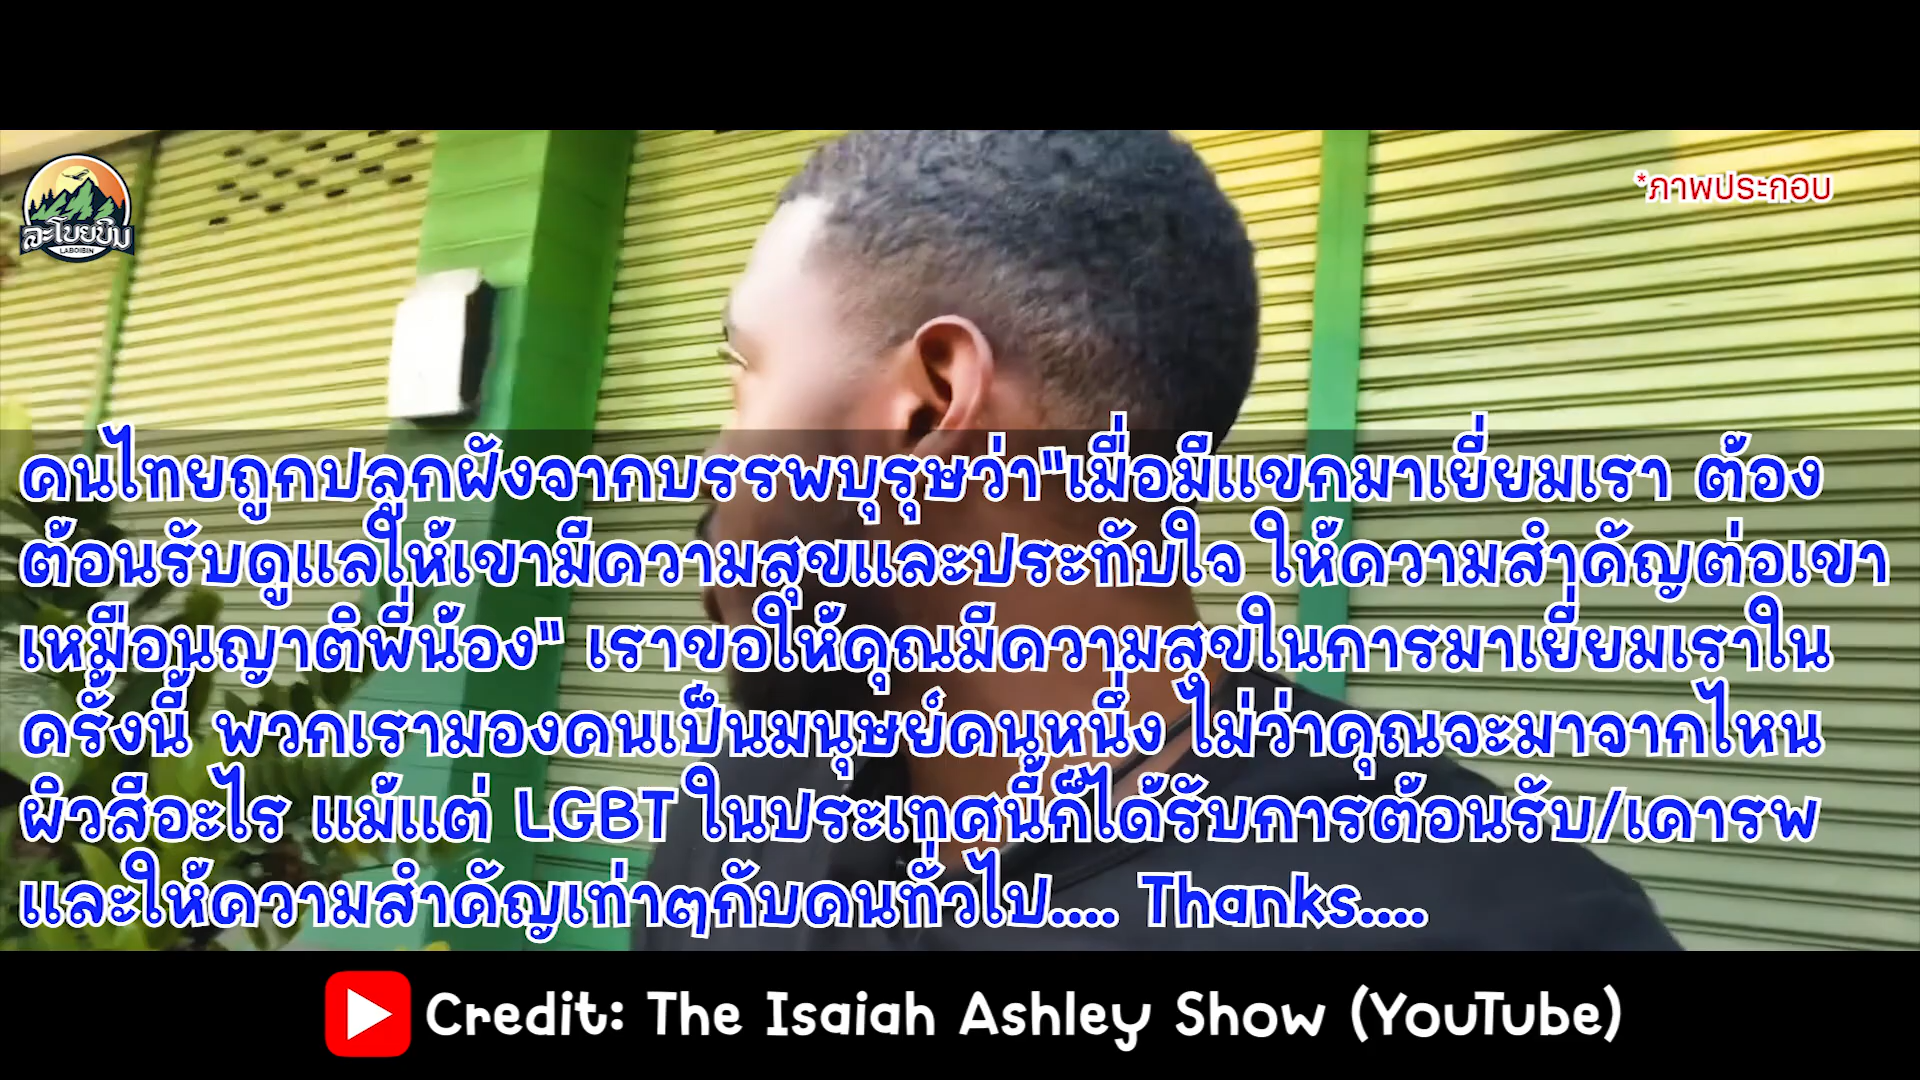 ละโบยบิน
LABOIBIN
*ภาพประกอบ
คนไทยถูกปลูกฝังจากบรรพบุรุษว่า"เมื่อมีแขกมาเยี่ยมเรา ต้อง
ต้อนรับดูแลให้เขามีความสุขและประทับใจ ให้ความสำคัญต่อเขา
เหมือนญาติพี่น้อง" เราขอให้คุณมีความสุขในการมาเยี่ยมเราใน
ครั้งนี้ พวกเรามองคนเป็นมนุษย์คนหนึ่ง ไม่ว่าคุณจะมาจากไหน
ผิวสีอะไร แม้แต่ LGBT ในประเทศนี้ก็ได้รับการต้อนรับ/เคารพ
และให้ความสำคัญเท่าๆกับคนทั่วไป.... Thanks....
Credit: The Isaiah Ashley Show (YouTube)